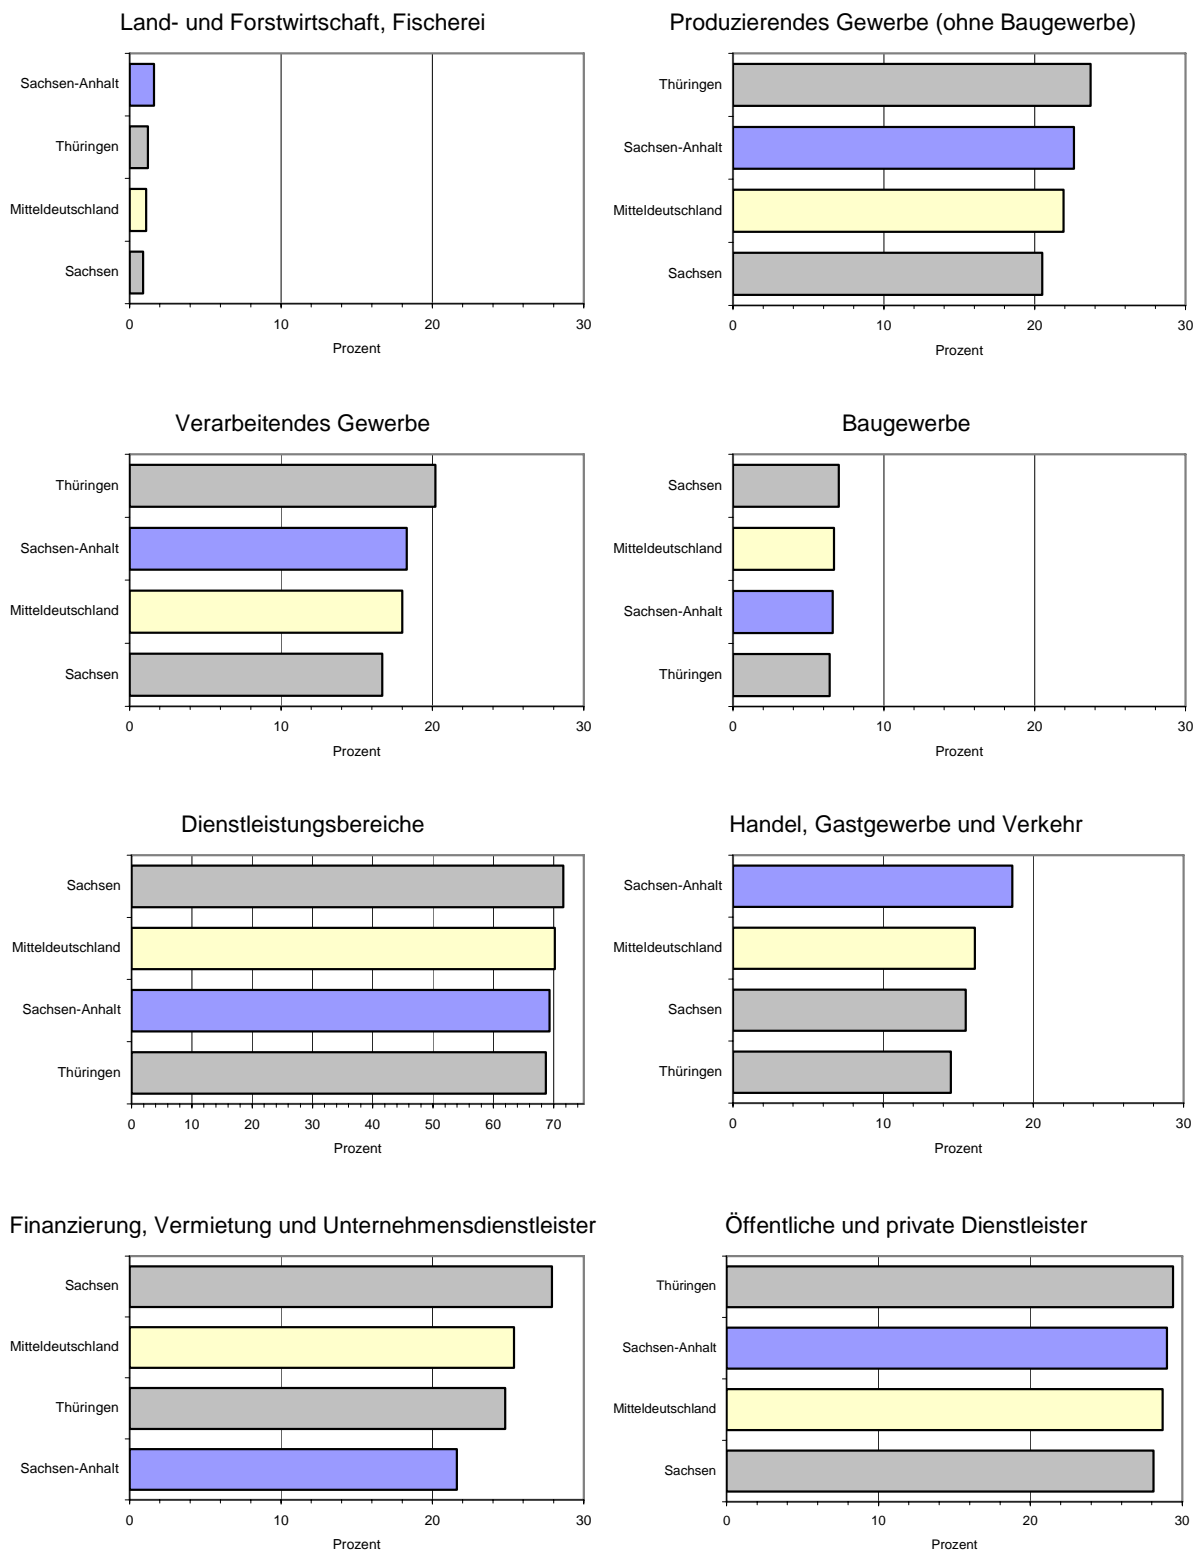 Land- und Forstwirtschaft, Fischerei
Sachsen-Anhalt
Thüringen
Mitteldeutschland
Sachsen
0 10 20 30
Prozent
Produzierendes Gewerbe (ohne Baugewerbe)
Thüringen
Sachsen-Anhalt
Mitteldeutschland
Sachsen
0 10 20 30
Prozent
Verarbeitendes Gewerbe
Thüringen
Sachsen-Anhalt
Mitteldeutschland
Sachsen
0 10 20 30
Prozent
Baugewerbe
Sachsen
Mitteldeutschland
Sachsen-Anhalt
Thüringen
0 10 20 30
Prozent
Dienstleistungsbereiche
Sachsen
Mitteldeutschland
Sachsen-Anhalt
Thüringen
0 10 20 30 40 50 60 70
Prozent
Handel, Gastgewerbe und Verkehr
Sachsen-Anhalt
Mitteldeutschland
Sachsen
Thüringen
0 10 20 30
Prozent
Finanzierung, Vermietung und Unternehmensdienstleister
Sachsen
Mitteldeutschland
Thüringen
Sachsen-Anhalt
0 10 20 30
Prozent
Öffentliche und private Dienstleister
Thüringen
Sachsen-Anhalt
Mitteldeutschland
Sachsen
0 10 20 30
Prozent